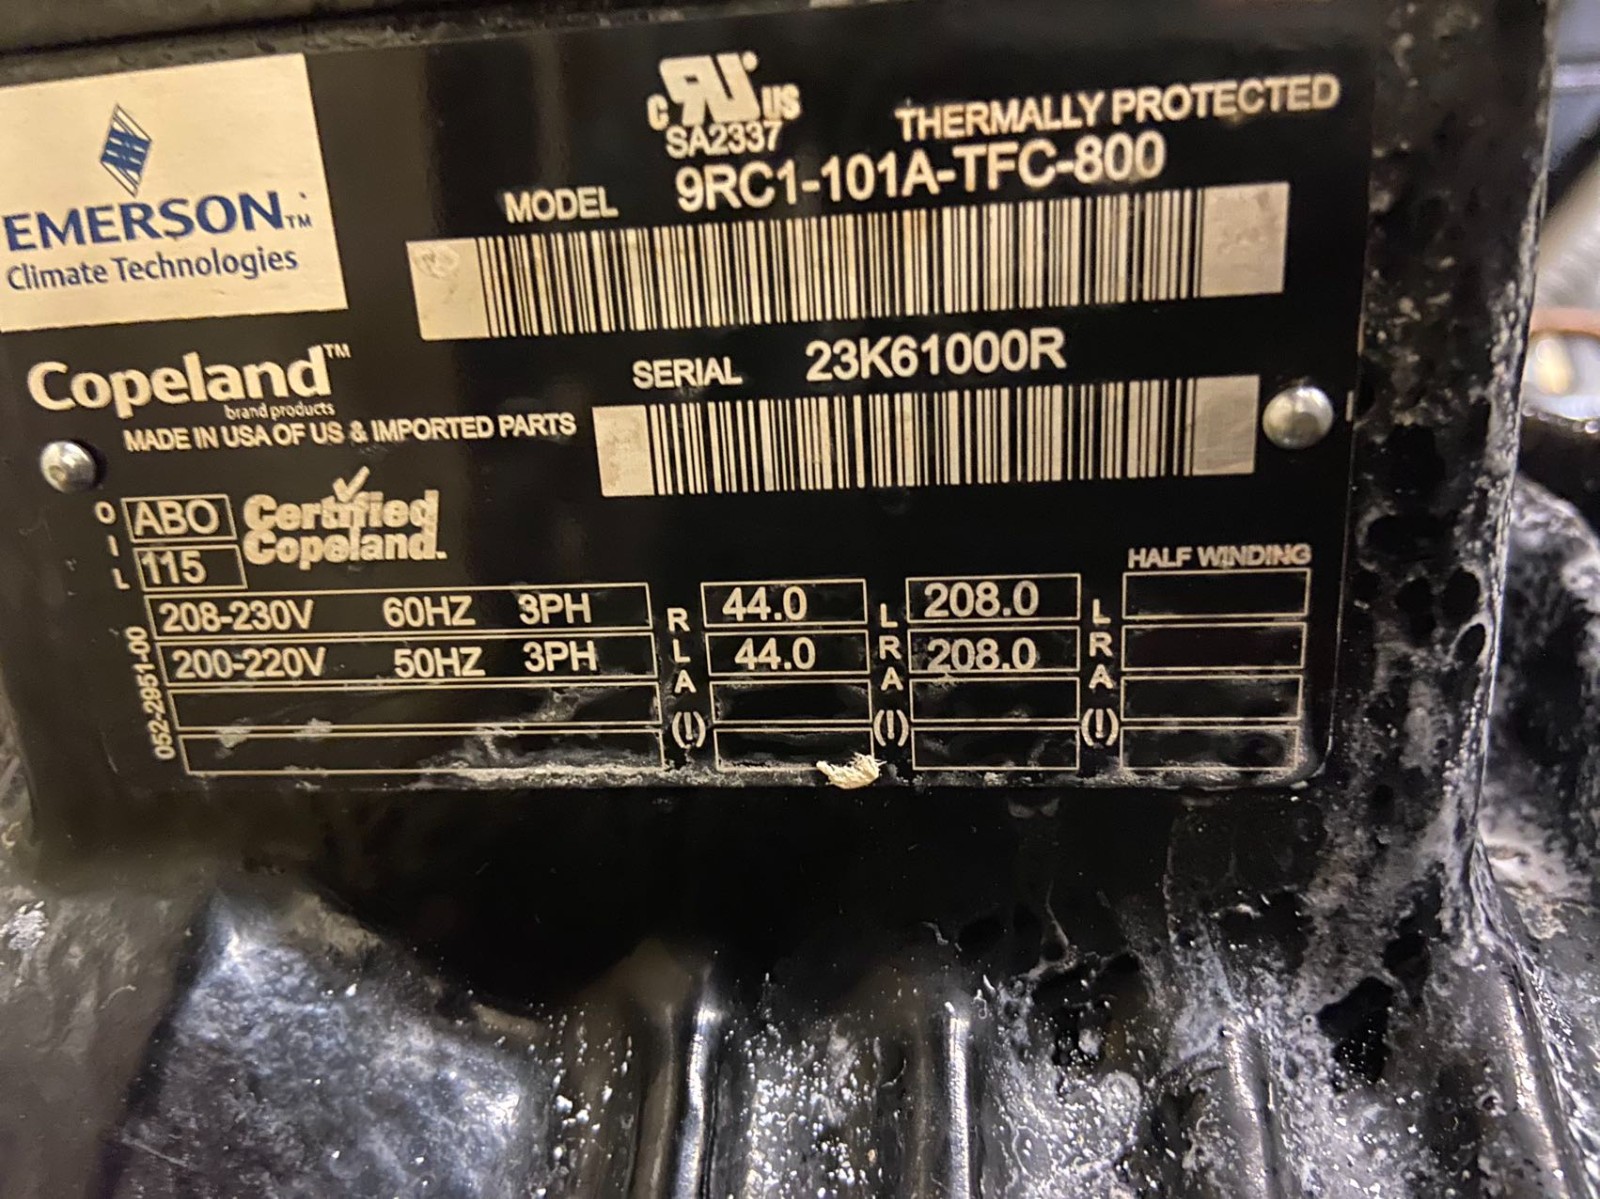 EMERSON™
Climate Technologies
c RU US
SA2337
THERMALLY PROTECTED
MODEL 9RC1-101A-TFC-800
Copeland™
brand products
SERIAL 23K61000R
MADE IN USA OF US & IMPORTED PARTS
OIL ABO
115
Certified
Copeland.
HALF WINDING
208-230V 60HZ 3PH RLA (!) 44.0 LRA (!) 208.0 LRA (!)
200-220V 50HZ 3PH 44.0 208.0
052-2951-00